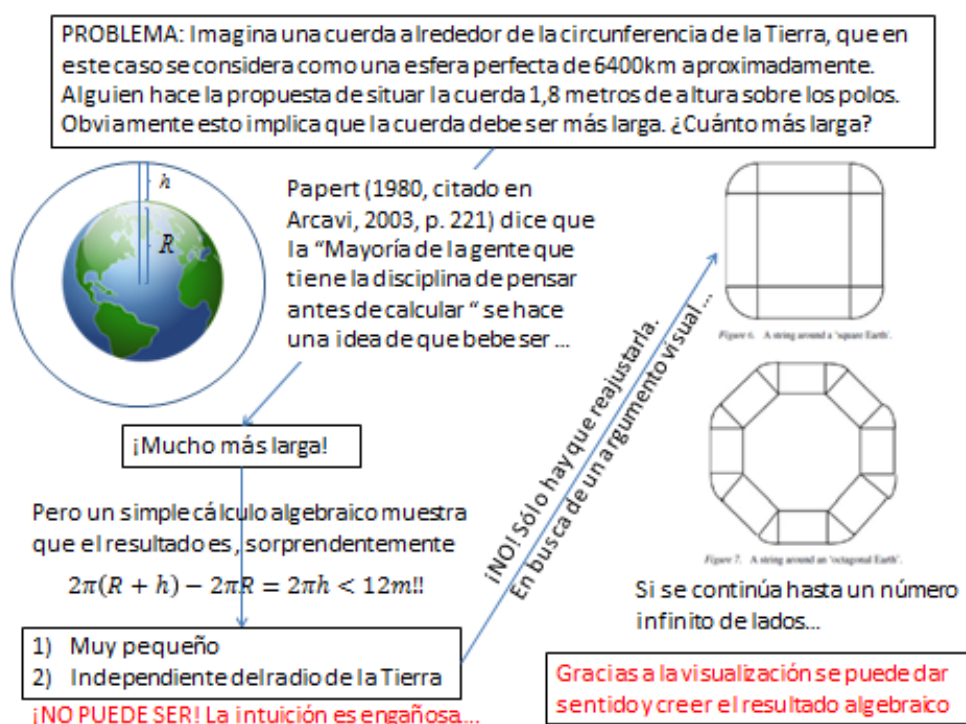 PROBLEMA: Imagina una cuerda alrededor de la circunferencia de la Tierra, que en
este caso se considera como una esfera perfecta de 6400km aproximadamente.
Alguien hace la propuesta de situar la cuerda 1,8 metros de altura sobre los polos.
Obviamente esto implica que la cuerda debe ser más larga. ¿Cuánto más larga?
h
R
Papert (1980, citado en
Arcavi, 2003, p. 221) dice que
la “Mayoría de la gente que
tiene la disciplina de pensar
antes de calcular “ se hace
una idea de que bebe ser ...
¡Mucho más larga!
Pero un simple cálculo algebraico muestra
que el resultado es , sorprendentemente
2π(R + h) − 2πR = 2πh < 12m!!
1) Muy pequeño
2) Independiente del radio de la Tierra
¡NO PUEDE SER! La intuición es engañosa....
¡NO! Sólo hay que reajustarla.
En busca de un argumento visual...
Figure 6. A string around a ‘square Earth’.
Figure 7. A string around an ‘octagonal Earth’.
Si se continúa hasta un número
infinito de lados...
Gracias a la visualización se puede dar
sentido y creer el resultado algebraico